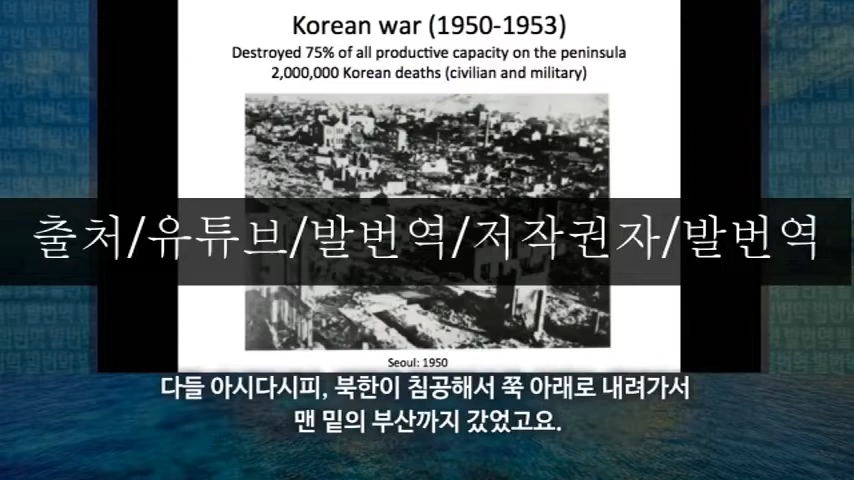 Korean war (1950-1953)
Destroyed 75% of all productive capacity on the peninsula
2,000,000 Korean deaths (civilian and military)
출처/유튜브/발번역/저작권자/발번역
Seoul: 1950
다들 아시다시피, 북한이 침공해서 쭉 아래로 내려가서
맨 밑의 부산까지 갔었고요.